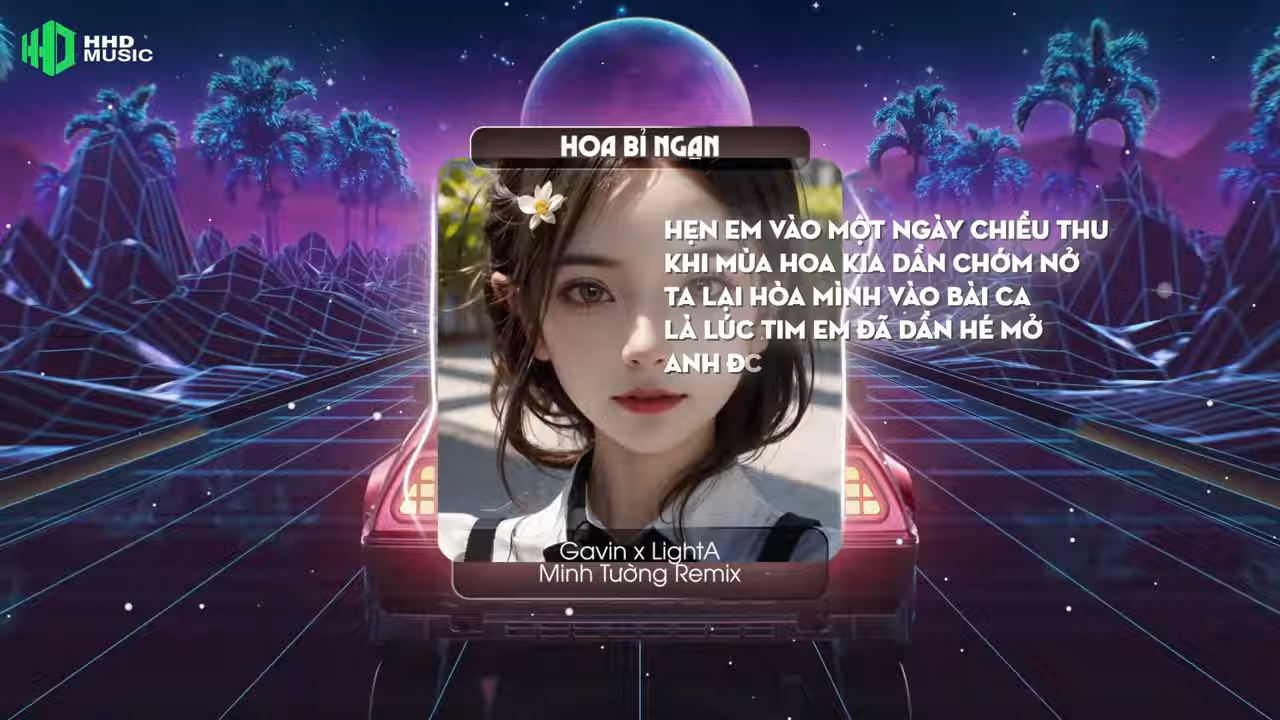 HHD
MUSIC
HOA BỈ NGẠN
HẸN EM VÀO MỘT NGÀY CHIỀU THU
KHI MÙA HOA KIA DẦN CHỚM NỞ
TA LẠI HÒA MÌNH VÀO BÀI CA
LÀ LÚC TIM EM ĐÃ DẦN HÉ MỞ
ANH
Gavin x LightA
Minh Tường Remix